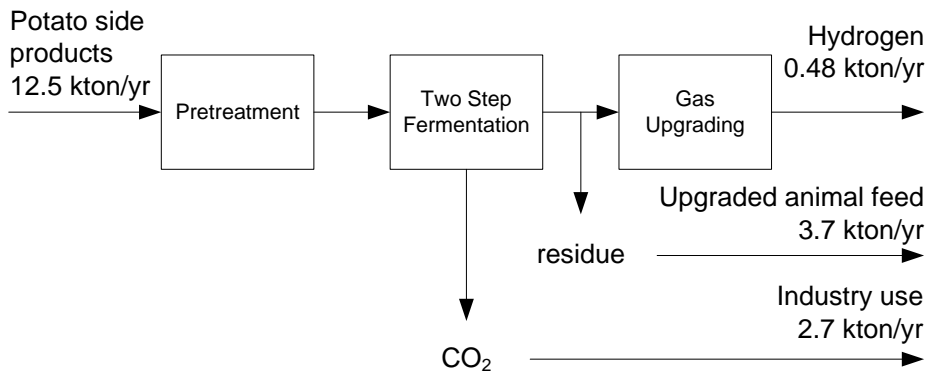 Potato side
products
12.5 kton/yr
Pretreatment
Two Step
Fermentation
Gas
Upgrading
Hydrogen
0.48 kton/yr
Upgraded animal feed
3.7 kton/yr
residue
Industry use
2.7 kton/yr
CO₂